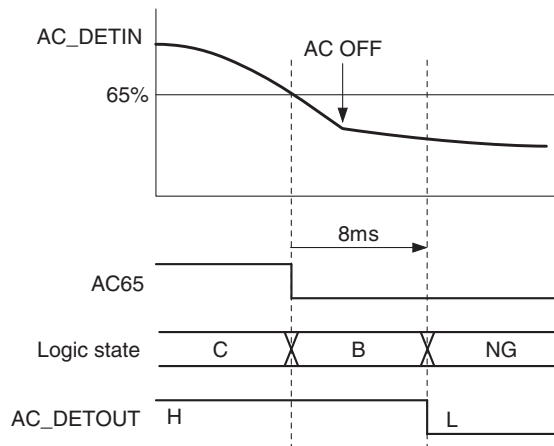 AC_DETIN
AC OFF
65%
8ms
AC65
Logic state
C
B
NG
AC_DETOUT
H
L